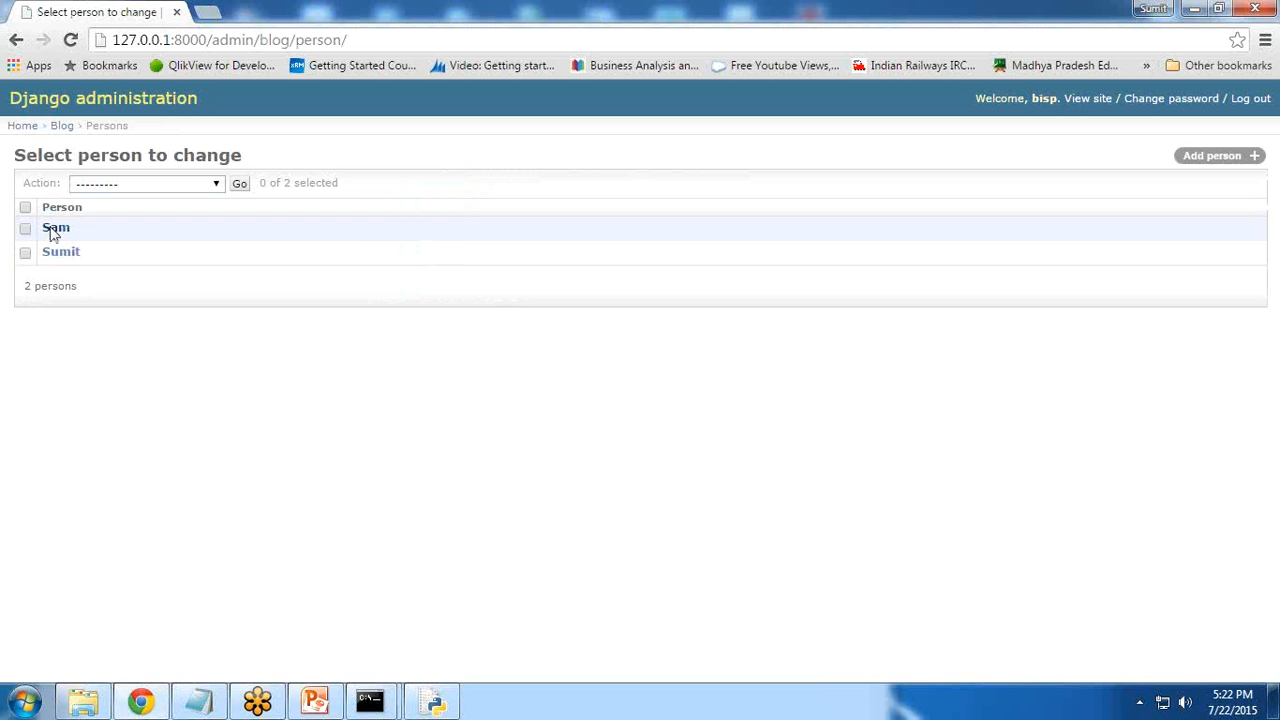 Select person to change |
Sumit
127.0.0.1:8000/admin/blog/person/
Apps
Bookmarks
QlikView for Develo...
Getting Started Cou...
Video: Getting start...
Business Analysis an...
Free Youtube Videos,...
Indian Railways IRC...
Madhya Pradesh Ed...
»
Other bookmarks
Django administration
Welcome, bisp. View site / Change password / Log out
Home › Blog › Persons
Select person to change
Add person +
Action: --------- Go 0 of 2 selected
Person
Sam
Sumit
2 persons
5:22 PM
7/22/2015